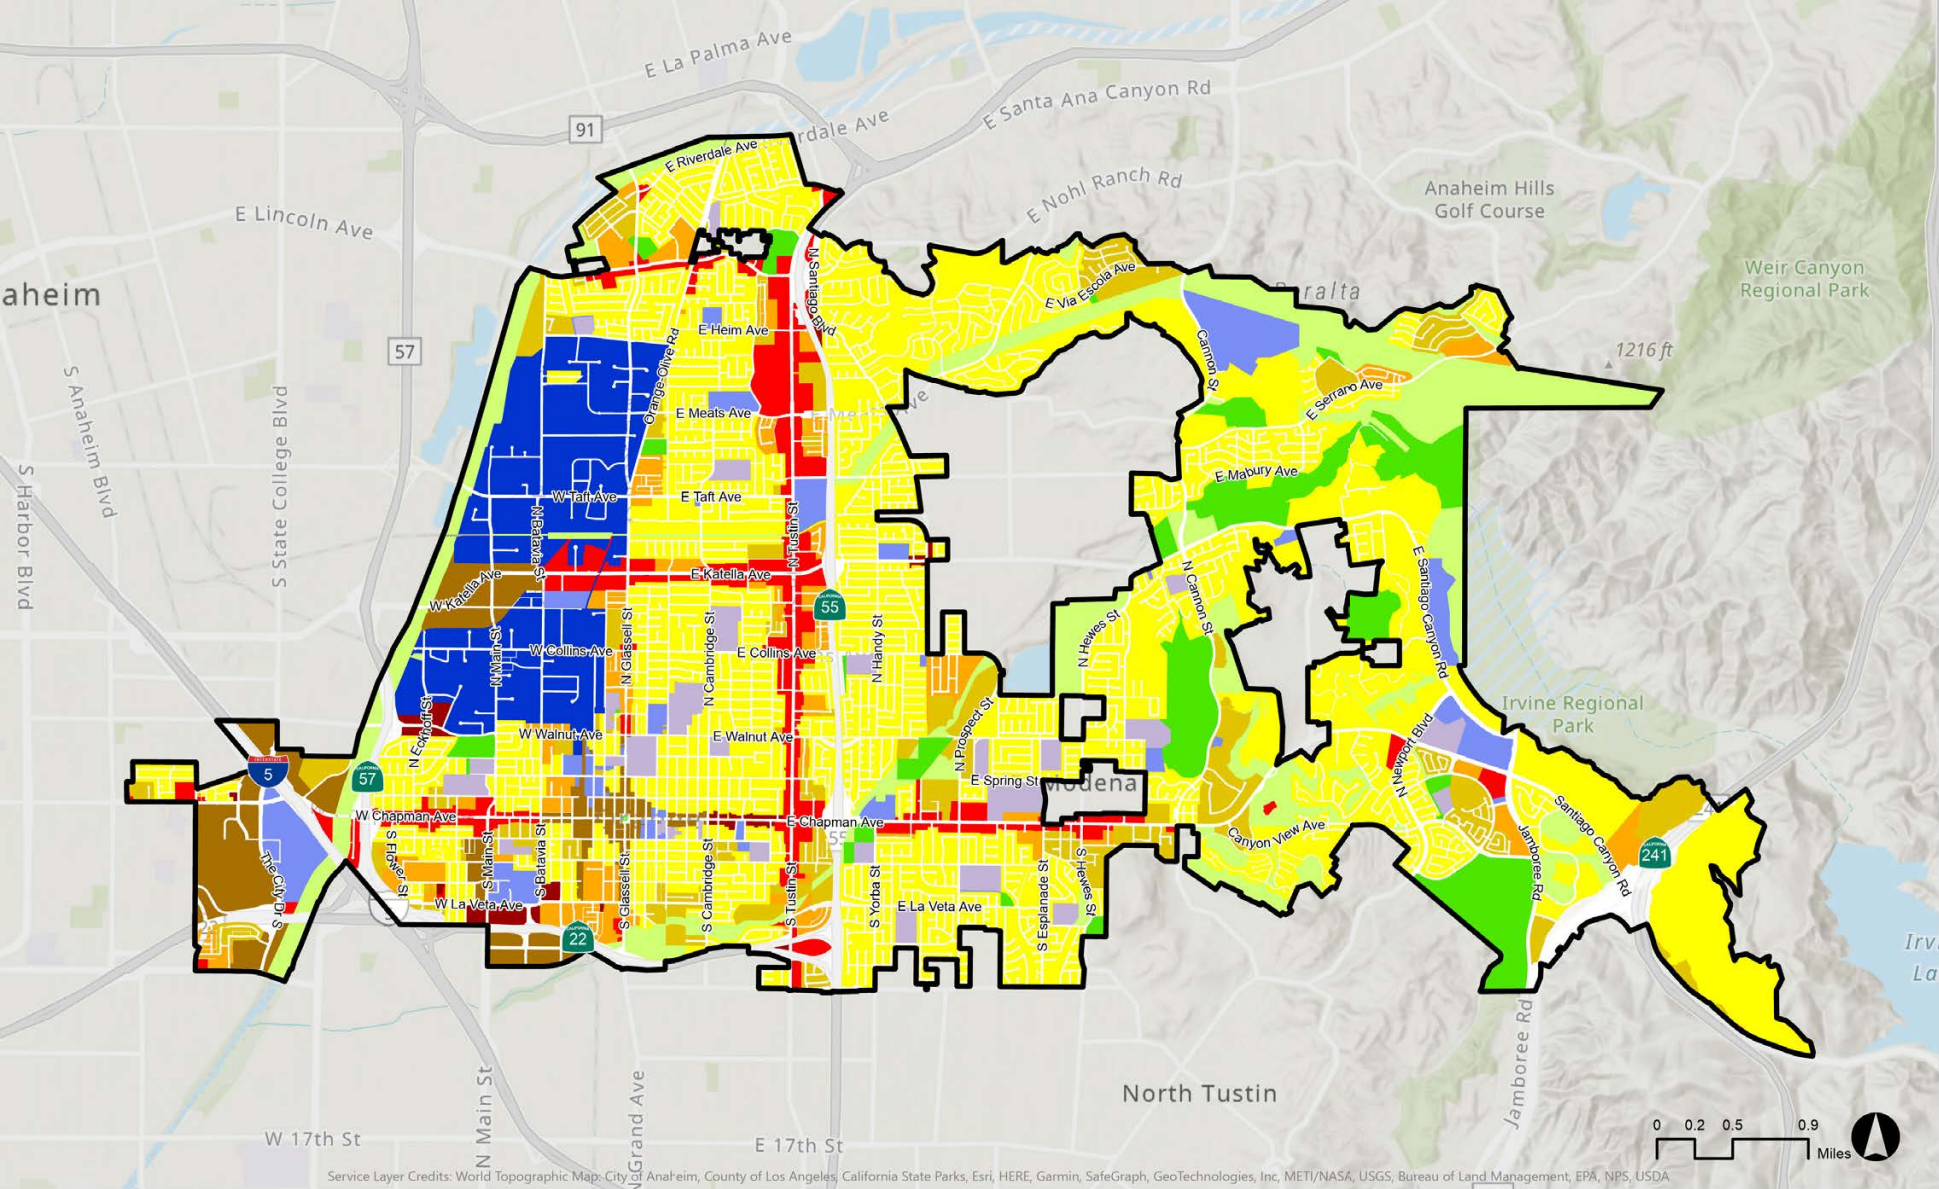 E La Palma Ave
91
rdale Ave
E Santa Ana Canyon Rd
E Riverdale Ave
E Nohl Ranch Rd
Anaheim Hills
Golf Course
E Lincoln Ave
Weir Canyon
Regional Park
aheim
N Santiago Blvd
E Via Escola Ave
Peralta
E Heim Ave
57
Orange-Olive Rd
Cannon St
1216 ft
S Anaheim Blvd
S State College Blvd
S Harbor Blvd
E Meats Ave
E Meats Ave
E Serrano Ave
E Mabury Ave
W Taft Ave
E Taft Ave
N Batavia St
N Tustin St
W Katella Ave
E Katella Ave
55
N Cannon St
E Santiago Canyon Rd
N Main St
W Collins Ave
N Glassell St
N Cambridge St
E Collins Ave
N Handy St
N Hewes St
Irvine Regional
Park
N Eckhoff St
W Walnut Ave
E Walnut Ave
N Prospect St
N Newport Blvd
INTERSTATE
5
CALIFORNIA
57
E Spring St
Modena
W Chapman Ave
E Chapman Ave
55
Canyon View Ave
Santiago Canyon Rd
Jamboree Rd
241
The City Dr S
S Flower St
S Main St
S Batavia St
S Glassell St
S Cambridge St
S Tustin St
S Yorba St
S Esplanade St
S Hewes St
W La Veta Ave
E La Veta Ave
22
Irv
La
Jamboree Rd
North Tustin
N Main St
N Grand Ave
W 17th St
E 17th St
0 0.2 0.5 0.9
Miles
Service Layer Credits: World Topographic Map: City of Anaheim, County of Los Angeles, California State Parks, Esri, HERE, Garmin, SafeGraph, GeoTechnologies, Inc, METI/NASA, USGS, Bureau of Land Management, EPA, NPS, USDA